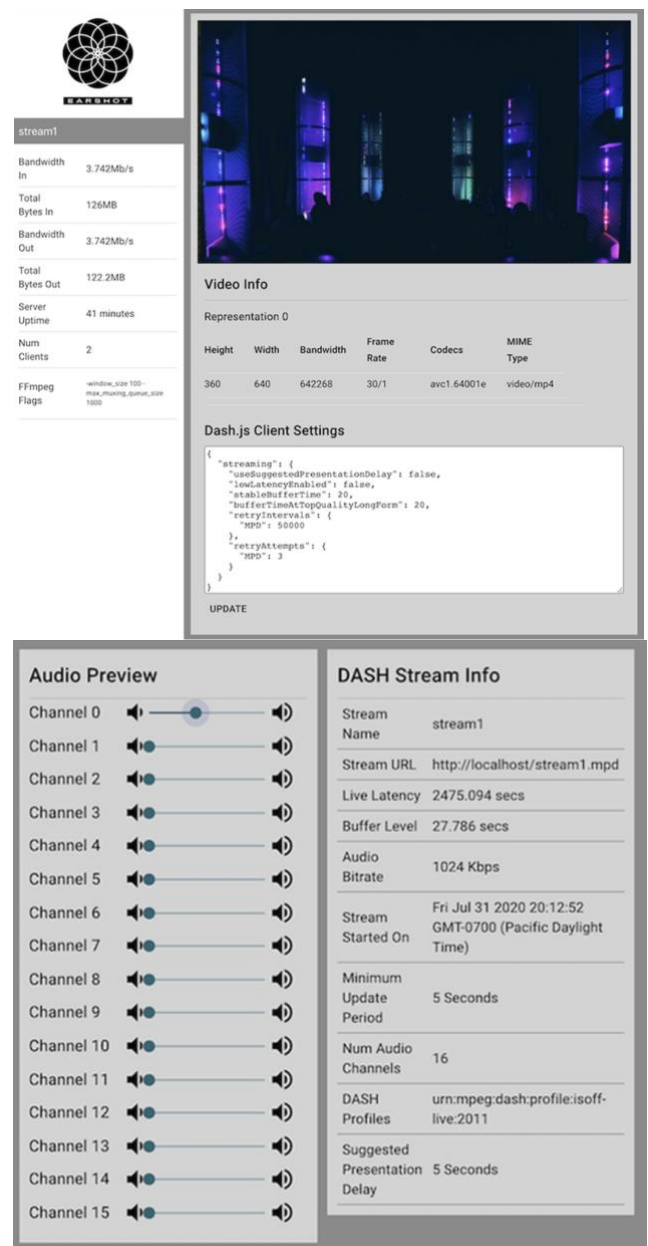 EARSHOT
stream1
Bandwidth
In
3.742Mb/s
Total
Bytes In
126MB
Bandwidth
Out
3.742Mb/s
Total
Bytes Out
122.2MB
Server
Uptime
41 minutes
Num
Clients
2
FFmpeg
Flags
-window_size 100 -
max_muxing_queue_size
1000
Video Info
Representation 0
Height Width Bandwidth Frame Rate Codecs MIME Type
360 640 642268 30/1 avc1.64001e video/mp4
Dash.js Client Settings
{
"streaming": {
"useSuggestedPresentationDelay": false,
"lowLatencyEnabled": false,
"stableBufferTime": 20,
"bufferTimeAtTopQualityLongForm": 20,
"retryIntervals": {
"MPD": 50000
},
"retryAttempts": {
"MPD": 3
}
}
}
UPDATE
Audio Preview
Channel 0
Channel 1
Channel 2
Channel 3
Channel 4
Channel 5
Channel 6
Channel 7
Channel 8
Channel 9
Channel 10
Channel 11
Channel 12
Channel 13
Channel 14
Channel 15
DASH Stream Info
Stream
Name
stream1
Stream URL http://localhost/stream1.mpd
Live Latency 2475.094 secs
Buffer Level 27.786 secs
Audio
Bitrate
1024 Kbps
Stream
Started On
Fri Jul 31 2020 20:12:52
GMT-0700 (Pacific Daylight
Time)
Minimum
Update
Period
5 Seconds
Num Audio
Channels
16
DASH
Profiles
urn:mpeg:dash:profile:isoff-
live:2011
Suggested
Presentation
Delay
5 Seconds